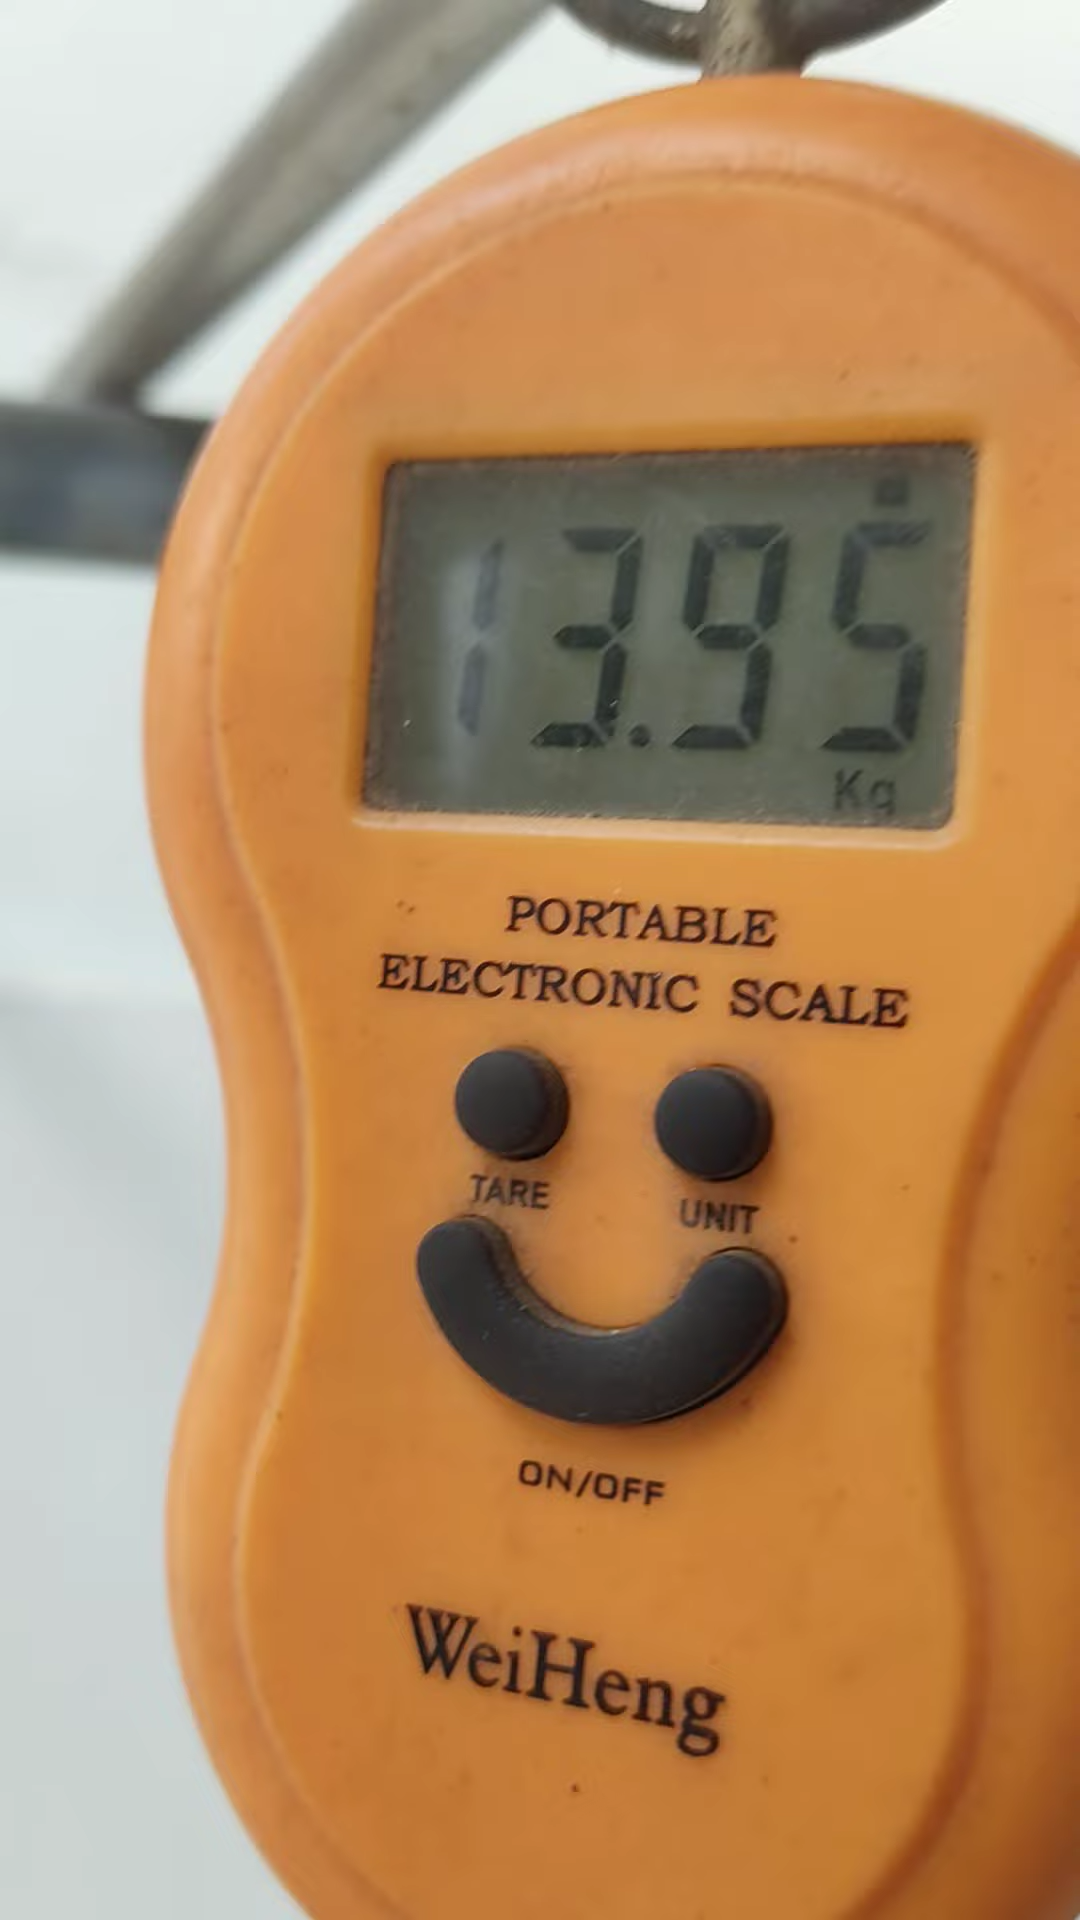 13.95
Kg
PORTABLE
ELECTRONIC SCALE
TARE UNIT
ON/OFF
WeiHeng